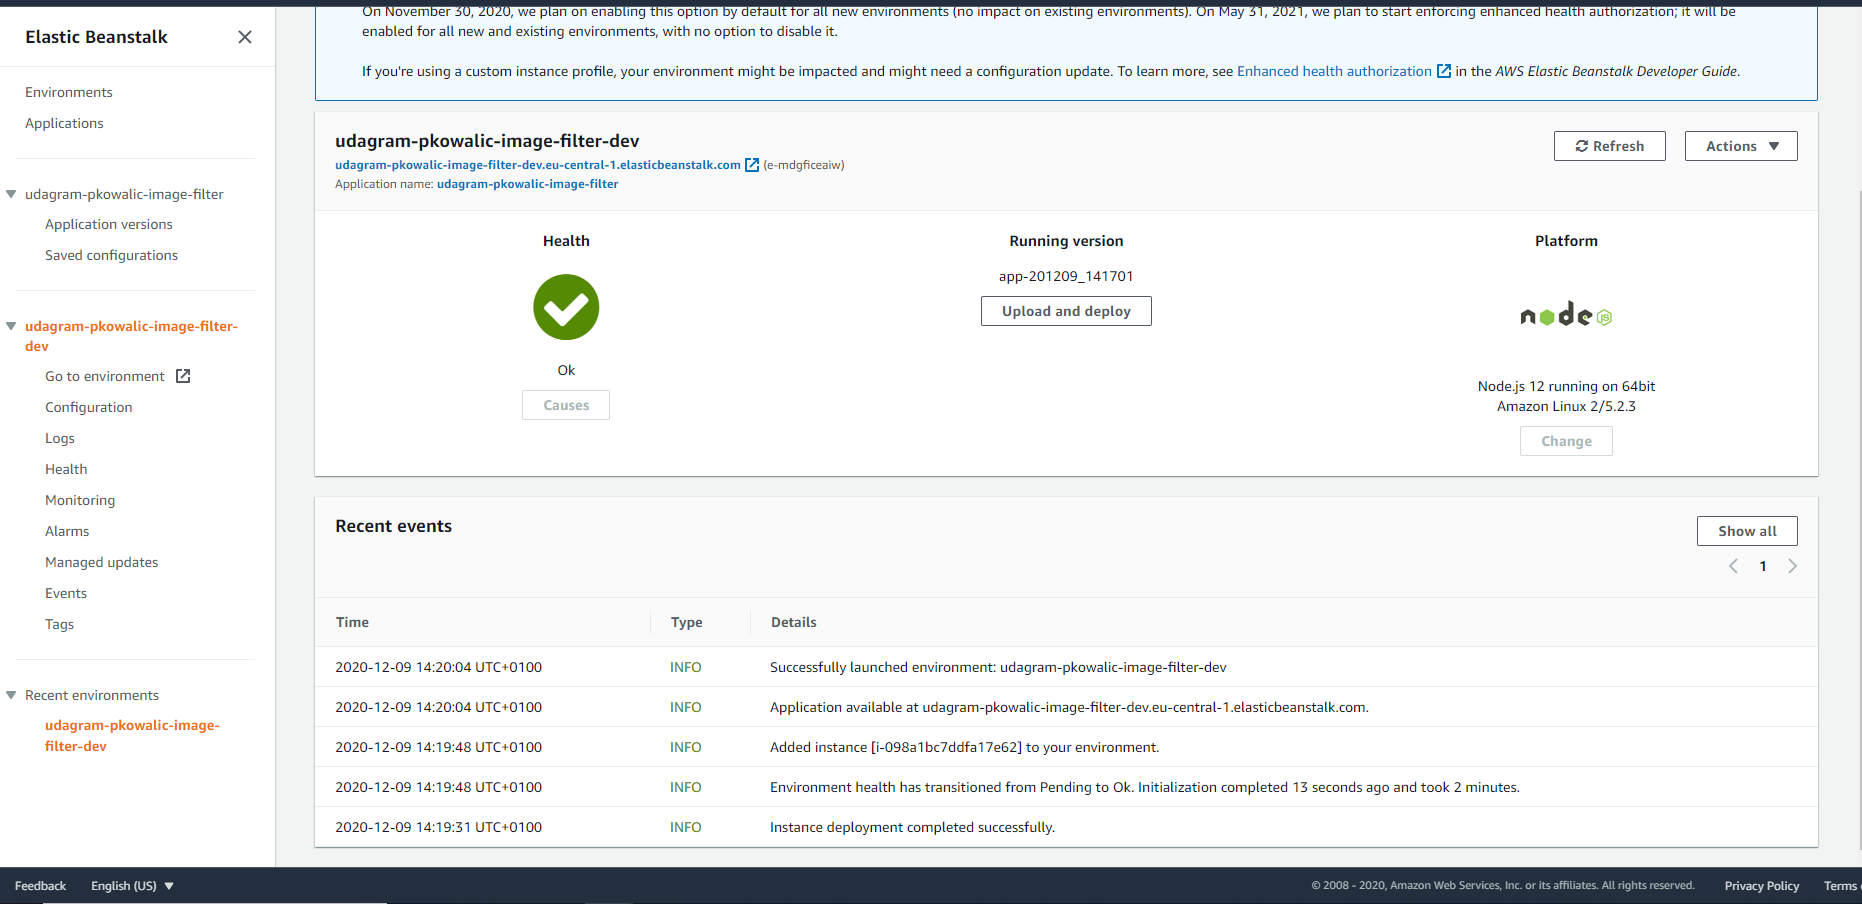 Elastic Beanstalk
Environments
Applications
udagram-pkowalic-image-filter
Application versions
Saved configurations
udagram-pkowalic-image-filter-
dev
Go to environment
Configuration
Logs
Health
Monitoring
Alarms
Managed updates
Events
Tags
Recent environments
udagram-pkowalic-image-
filter-dev
On November 30, 2020, we plan on enabling this option by default for all new environments (no impact on existing environments). On May 31, 2021, we plan to start enforcing enhanced health authorization; it will be
enabled for all new and existing environments, with no option to disable it.
If you're using a custom instance profile, your environment might be impacted and might need a configuration update. To learn more, see Enhanced health authorization in the AWS Elastic Beanstalk Developer Guide.
udagram-pkowalic-image-filter-dev
udagram-pkowalic-image-filter-dev.eu-central-1.elasticbeanstalk.com (e-mdgficeaiw)
Application name: udagram-pkowalic-image-filter
Refresh
Actions
Health
Ok
Causes
Running version
app-201209_141701
Upload and deploy
Platform
node JS
Node.js 12 running on 64bit
Amazon Linux 2/5.2.3
Change
Recent events
Show all
1
Time Type Details
2020-12-09 14:20:04 UTC+0100 INFO Successfully launched environment: udagram-pkowalic-image-filter-dev
2020-12-09 14:20:04 UTC+0100 INFO Application available at udagram-pkowalic-image-filter-dev.eu-central-1.elasticbeanstalk.com.
2020-12-09 14:19:48 UTC+0100 INFO Added instance [i-098a1bc7ddfa17e62] to your environment.
2020-12-09 14:19:48 UTC+0100 INFO Environment health has transitioned from Pending to Ok. Initialization completed 13 seconds ago and took 2 minutes.
2020-12-09 14:19:31 UTC+0100 INFO Instance deployment completed successfully.
Feedback English (US) © 2008 - 2020, Amazon Web Services, Inc. or its affiliates. All rights reserved. Privacy Policy Terms